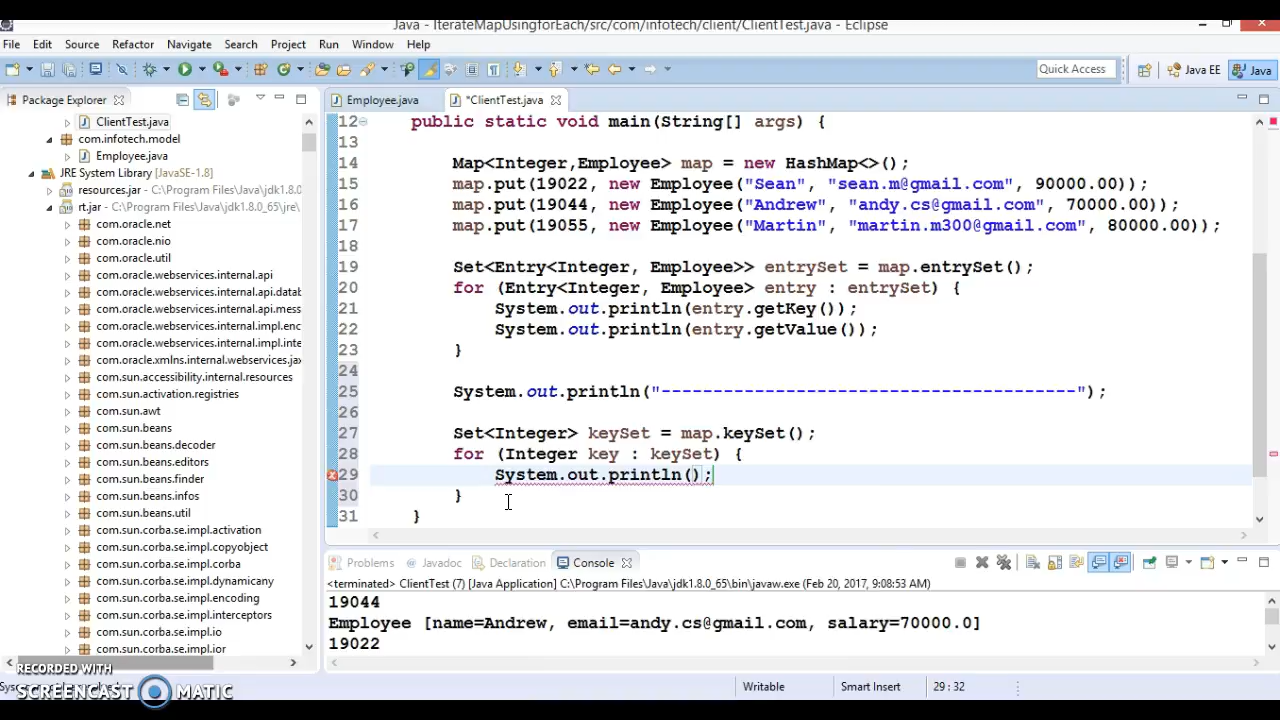 Java - IterateMapUsingforEach/src/com/infotech/client/ClientTest.java - Eclipse
File Edit Source Refactor Navigate Search Project Run Window Help
Quick Access Java EE Java
Package Explorer
ClientTest.java
com.infotech.model
Employee.java
JRE System Library [JavaSE-1.8]
resources.jar - C:\Program Files\Java\jdk1.8.0
rt.jar - C:\Program Files\Java\jdk1.8.0_65\jre\
com.oracle.net
com.oracle.nio
com.oracle.util
com.oracle.webservices.internal.api
com.oracle.webservices.internal.api.datab
com.oracle.webservices.internal.api.mess
com.oracle.webservices.internal.impl.enc
com.oracle.webservices.internal.impl.inte
com.oracle.xmlns.internal.webservices.jax
com.sun.accessibility.internal.resources
com.sun.activation.registries
com.sun.awt
com.sun.beans
com.sun.beans.decoder
com.sun.beans.editors
com.sun.beans.finder
com.sun.beans.infos
com.sun.beans.util
com.sun.corba.se.impl.activation
com.sun.corba.se.impl.copyobject
com.sun.corba.se.impl.corba
com.sun.corba.se.impl.dynamicany
com.sun.corba.se.impl.encoding
com.sun.corba.se.impl.interceptors
com.sun.corba.se.impl.io
com.sun.corba.se.impl.ior
Employee.java *ClientTest.java
12 public static void main(String[] args) {
13
14 Map<Integer,Employee> map = new HashMap<>();
15 map.put(19022, new Employee("Sean", "sean.m@gmail.com", 90000.00));
16 map.put(19044, new Employee("Andrew", "andy.cs@gmail.com", 70000.00));
17 map.put(19055, new Employee("Martin", "martin.m300@gmail.com", 80000.00));
18
19 Set<Entry<Integer, Employee>> entrySet = map.entrySet();
20 for (Entry<Integer, Employee> entry : entrySet) {
21 System.out.println(entry.getKey());
22 System.out.println(entry.getValue());
23 }
24
25 System.out.println("----------------------------------------");
26
27 Set<Integer> keySet = map.keySet();
28 for (Integer key : keySet) {
29 System.out.println();
30 }
31 }
Problems Javadoc Declaration Console
<terminated> ClientTest (7) [Java Application] C:\Program Files\Java\jdk1.8.0_65\bin\javaw.exe (Feb 20, 2017, 9:08:53 AM)
19044
Employee [name=Andrew, email=andy.cs@gmail.com, salary=70000.0]
19022
Writable Smart Insert 29 : 32
RECORDED WITH
SCREENCAST MATIC